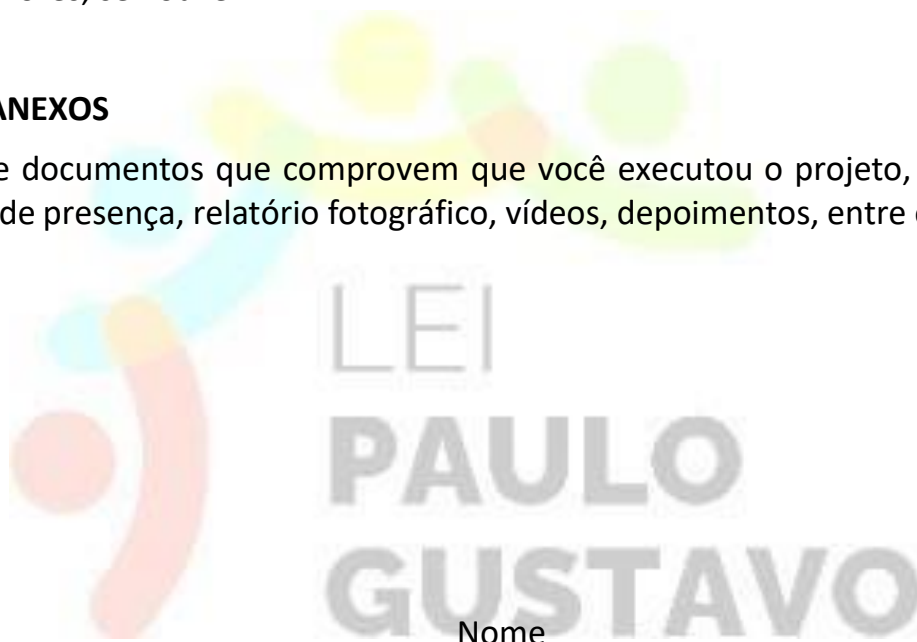 ANEXOS
e documentos que comprovem que você executou o projeto,
de presença, relatório fotográfico, vídeos, depoimentos, entre
LEI
PAULO
GUSTAVO
Nome